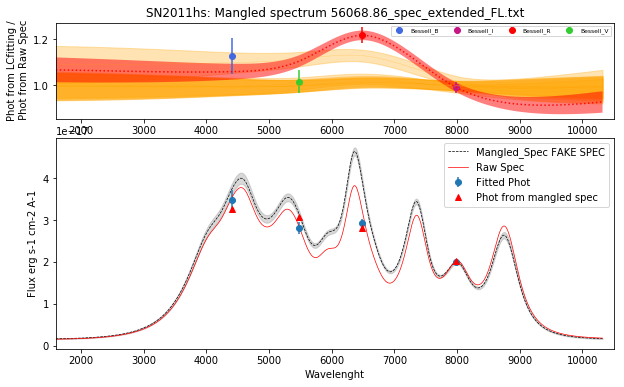 SN2011hs: Mangled spectrum 56068.86_spec_extended_FL.txt
Phot from LCfitting /
Phot from Raw Spec
1.2
1.0
Bessell_B
Bessell_I
Bessell_R
Bessell_V
2000 3000 4000 5000 6000 7000 8000 9000 10000
1e-17
Flux erg s-1 cm-2 A-1
4
3
2
1
0
Mangled_Spec FAKE SPEC
Raw Spec
Fitted Phot
Phot from mangled spec
2000 3000 4000 5000 6000 7000 8000 9000 10000
Wavelenght